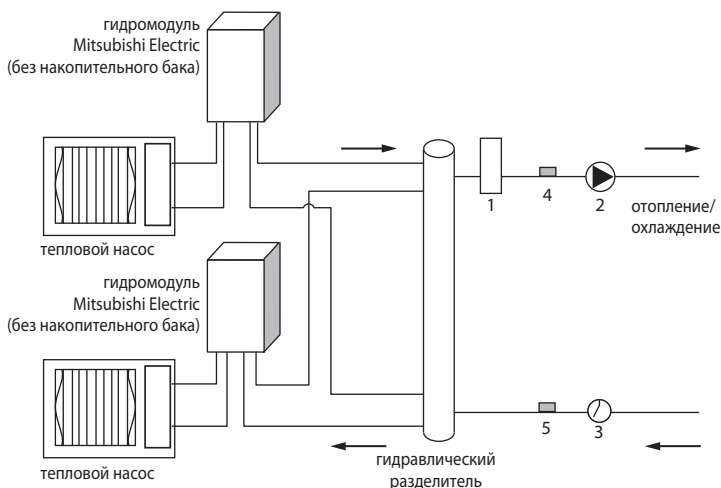 гидромодуль
Mitsubishi Electric
(без накопительного бака)
тепловой насос
1
4
2
отопление/
охлаждение
гидромодуль
Mitsubishi Electric
(без накопительного бака)
тепловой насос
5
3
гидравлический
разделитель